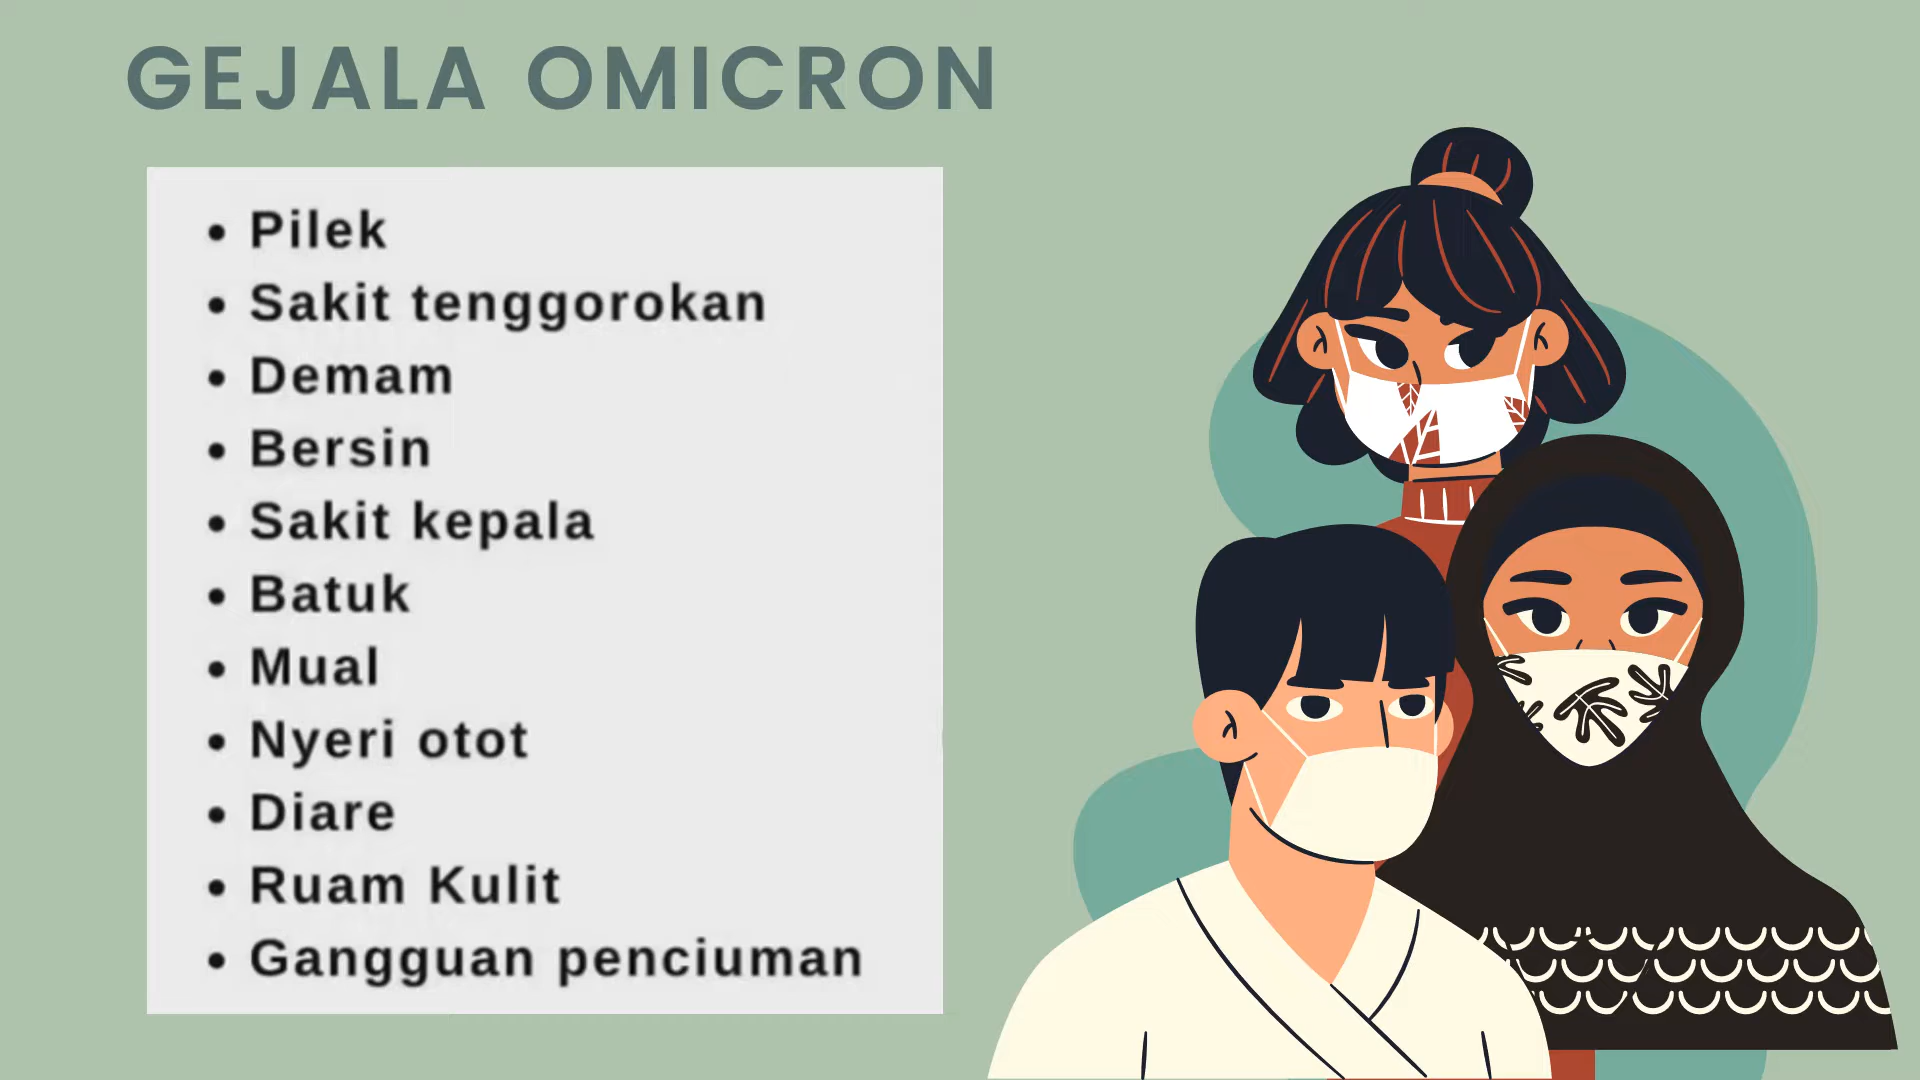 GEJALA OMICRON
• Pilek
• Sakit tenggorokan
• Demam
• Bersin
• Sakit kepala
• Batuk
• Mual
• Nyeri otot
• Diare
• Ruam Kulit
• Gangguan penciuman